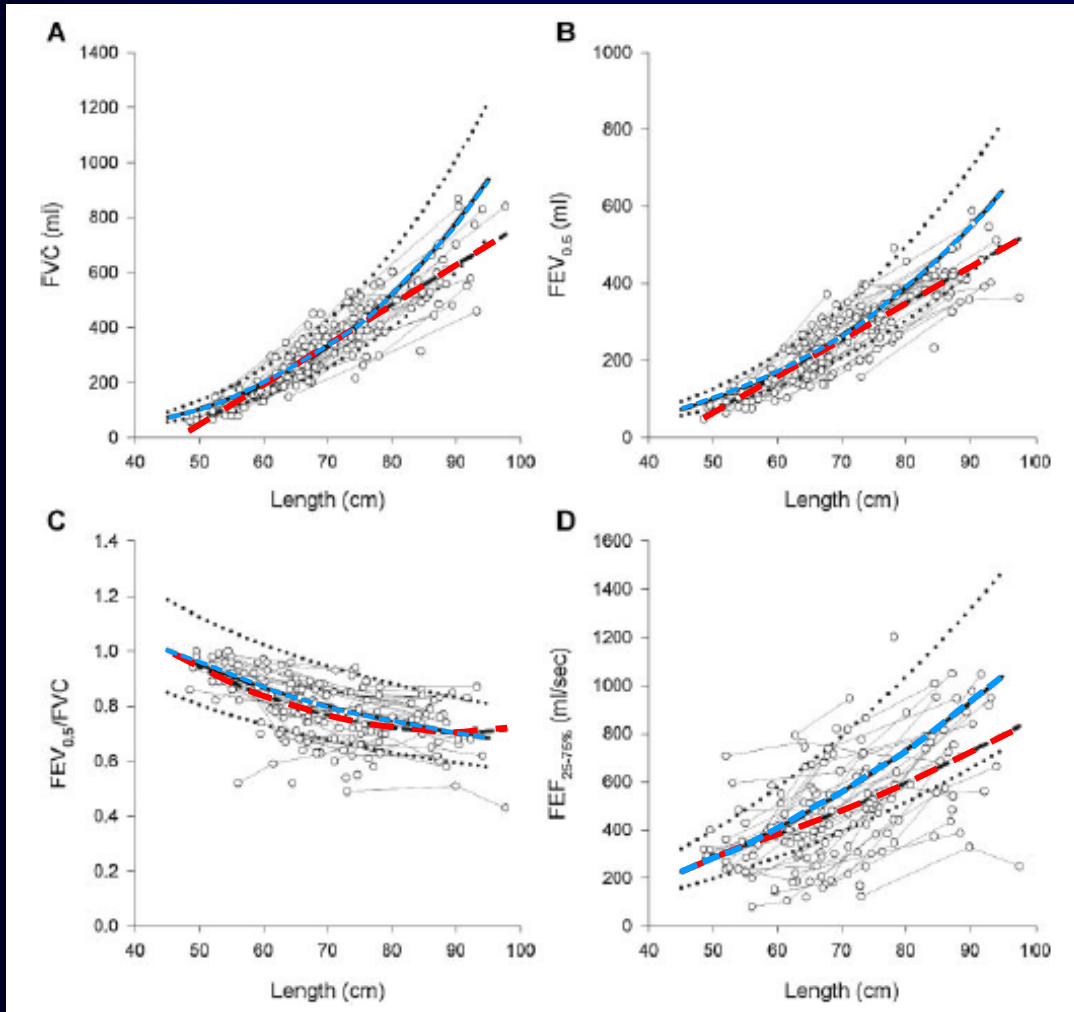 A
1400
1200
1000
800
600
400
200
0
FVC (ml)
40 50 60 70 80 90 100
Length (cm)
B
1000
800
600
400
200
0
FEV0.5 (ml)
40 50 60 70 80 90 100
Length (cm)
C
1.4
1.2
1.0
0.8
0.6
0.4
0.2
0.0
FEV0.5/FVC
40 50 60 70 80 90 100
Length (cm)
D
1600
1400
1200
1000
800
600
400
200
0
FEF25-75% (ml/sec)
40 50 60 70 80 90 100
Length (cm)